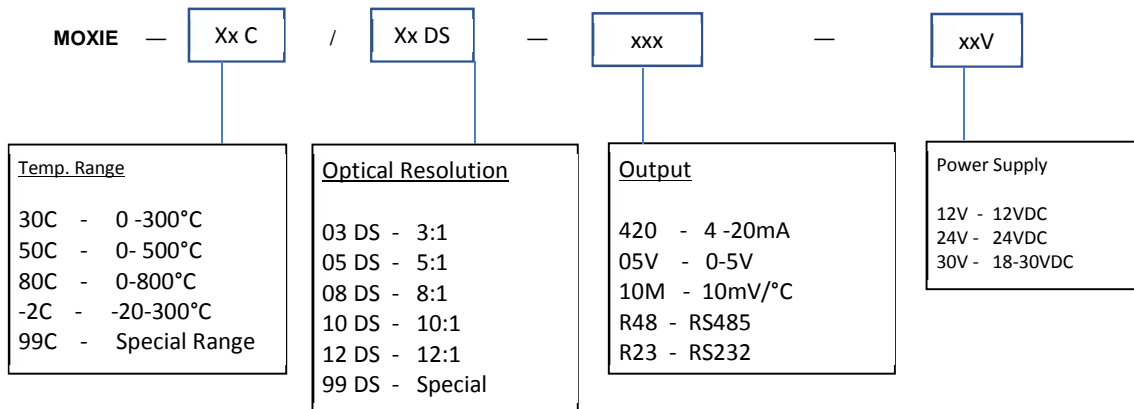 MOXIE — Xx C / Xx DS — xxx — xxV
Temp. Range
30C - 0 -300°C
50C - 0- 500°C
80C - 0-800°C
-2C - -20-300°C
99C - Special Range
Optical Resolution
03 DS - 3:1
05 DS - 5:1
08 DS - 8:1
10 DS - 10:1
12 DS - 12:1
99 DS - Special
Output
420 - 4 -20mA
05V - 0-5V
10M - 10mV/°C
R48 - RS485
R23 - RS232
Power Supply
12V - 12VDC
24V - 24VDC
30V - 18-30VDC